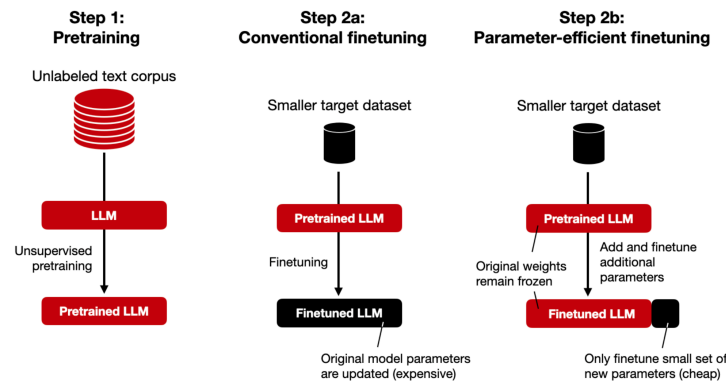 Step 1:
Pretraining
Unlabeled text corpus
LLM
Unsupervised
pretraining
Pretrained LLM
Step 2a:
Conventional finetuning
Smaller target dataset
Pretrained LLM
Finetuning
Finetuned LLM
Original model parameters
are updated (expensive)
Step 2b:
Parameter-efficient finetuning
Smaller target dataset
Pretrained LLM
Original weights
remain frozen
Add and finetune
additional
parameters
Finetuned LLM
Only finetune small set of
new parameters (cheap)